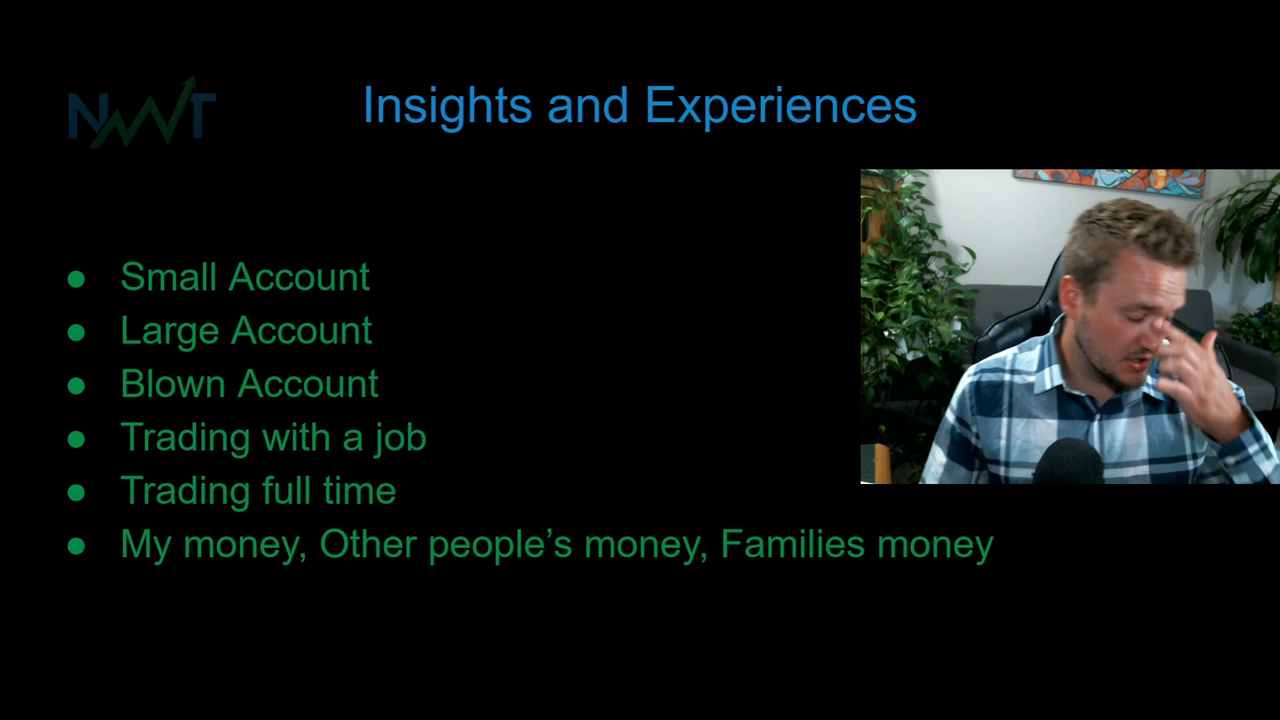 NWT
Insights and Experiences
● Small Account
● Large Account
● Blown Account
● Trading with a job
● Trading full time
● My money, Other people’s money, Families money